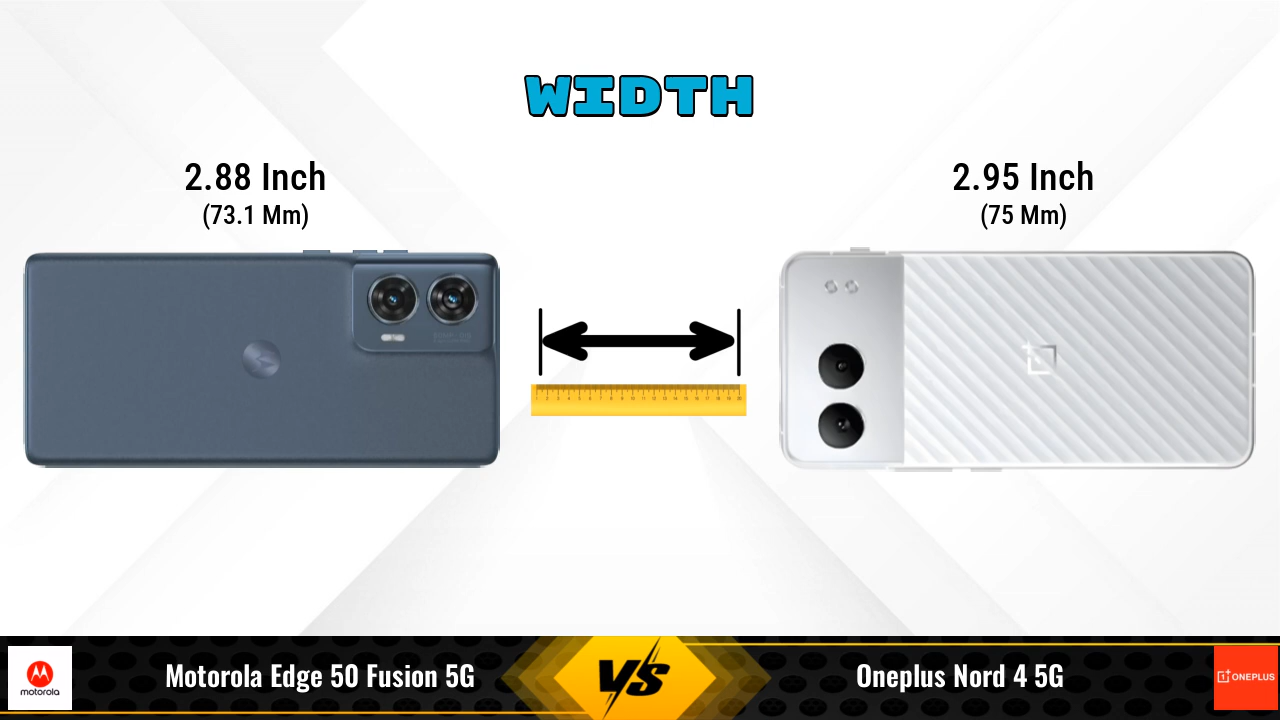 WIDTH
2.88 Inch
(73.1 Mm)
2.95 Inch
(75 Mm)
Motorola Edge 50 Fusion 5G
VS
Oneplus Nord 4 5G
motorola
ONEPLUS